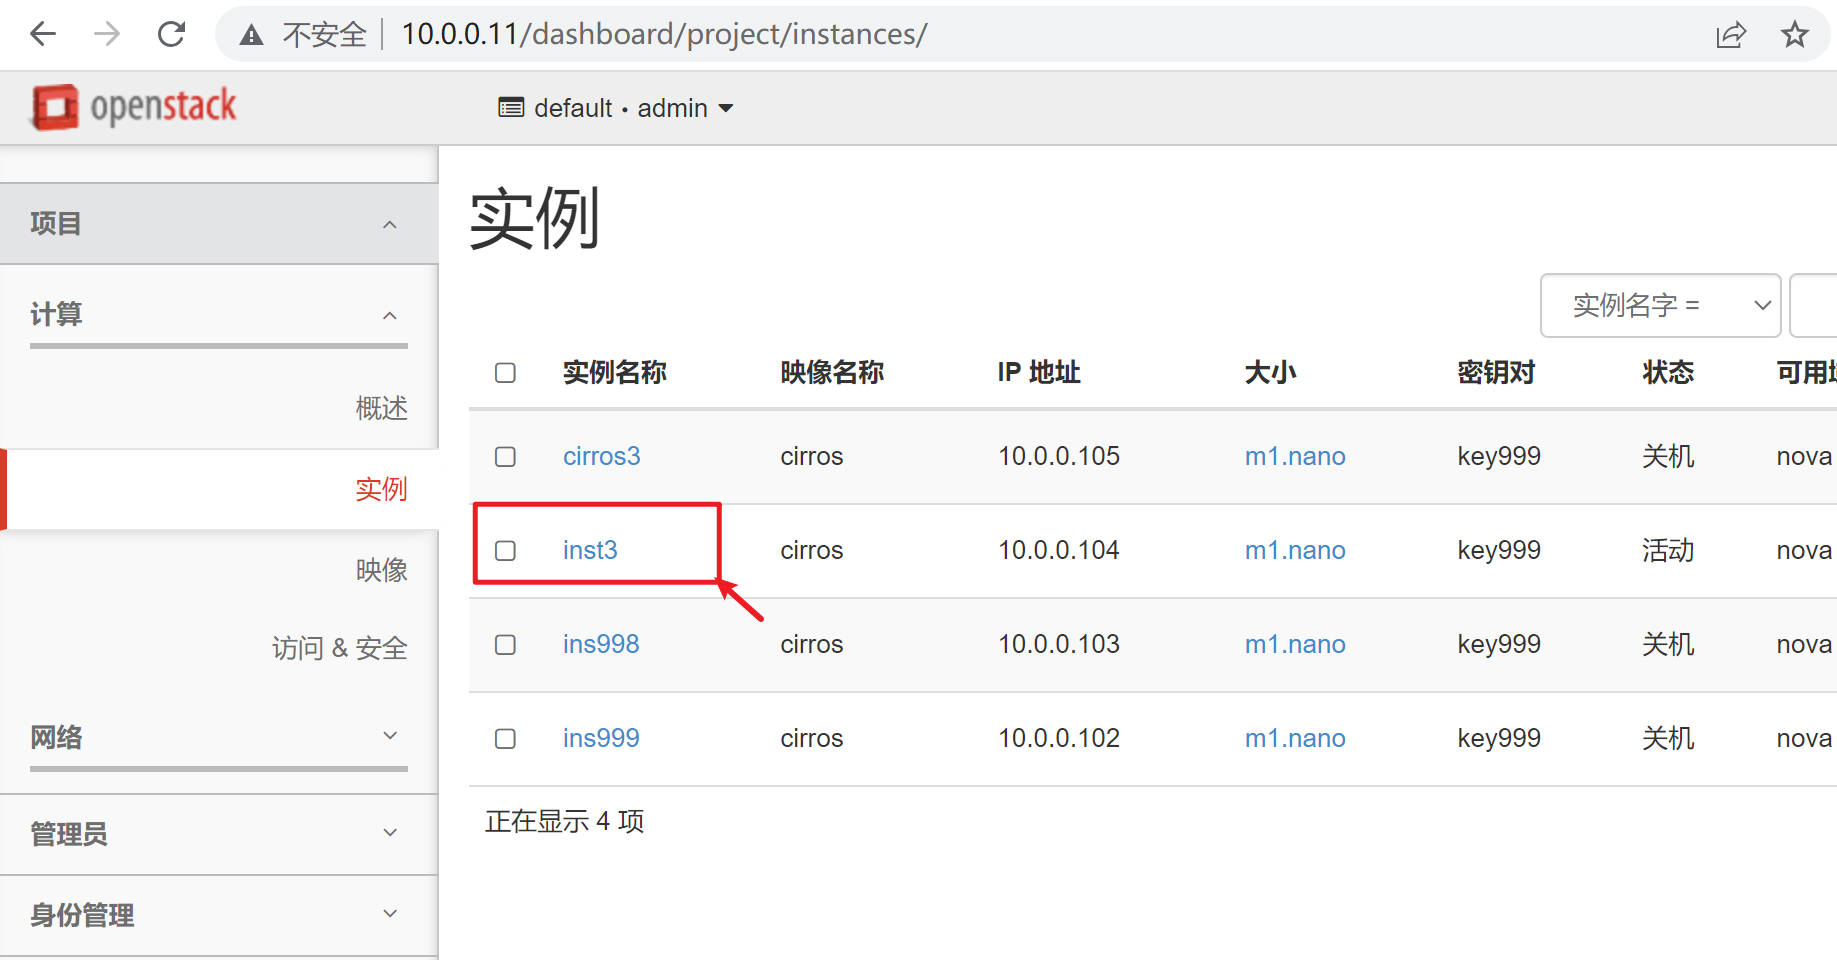 不安全 10.0.0.11/dashboard/project/instances/
openstack
default • admin
项目
计算
概述
实例
映像
访问 & 安全
网络
管理员
身份管理
实例
实例名字 =
实例名称 映像名称 IP 地址 大小 密钥对 状态 可用
cirros3 cirros 10.0.0.105 m1.nano key999 关机 nova
inst3 cirros 10.0.0.104 m1.nano key999 活动 nova
ins998 cirros 10.0.0.103 m1.nano key999 关机 nova
ins999 cirros 10.0.0.102 m1.nano key999 关机 nova
正在显示 4 项